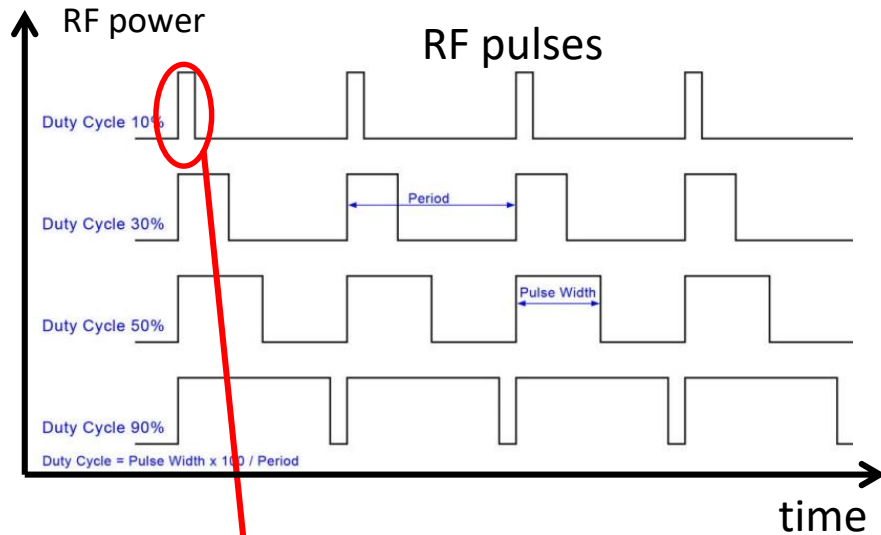 RF power
RF pulses
Duty Cycle 10%
Period
Duty Cycle 30%
Pulse Width
Duty Cycle 50%
Duty Cycle 90%
Duty Cycle = Pulse Width x 100 / Period
time